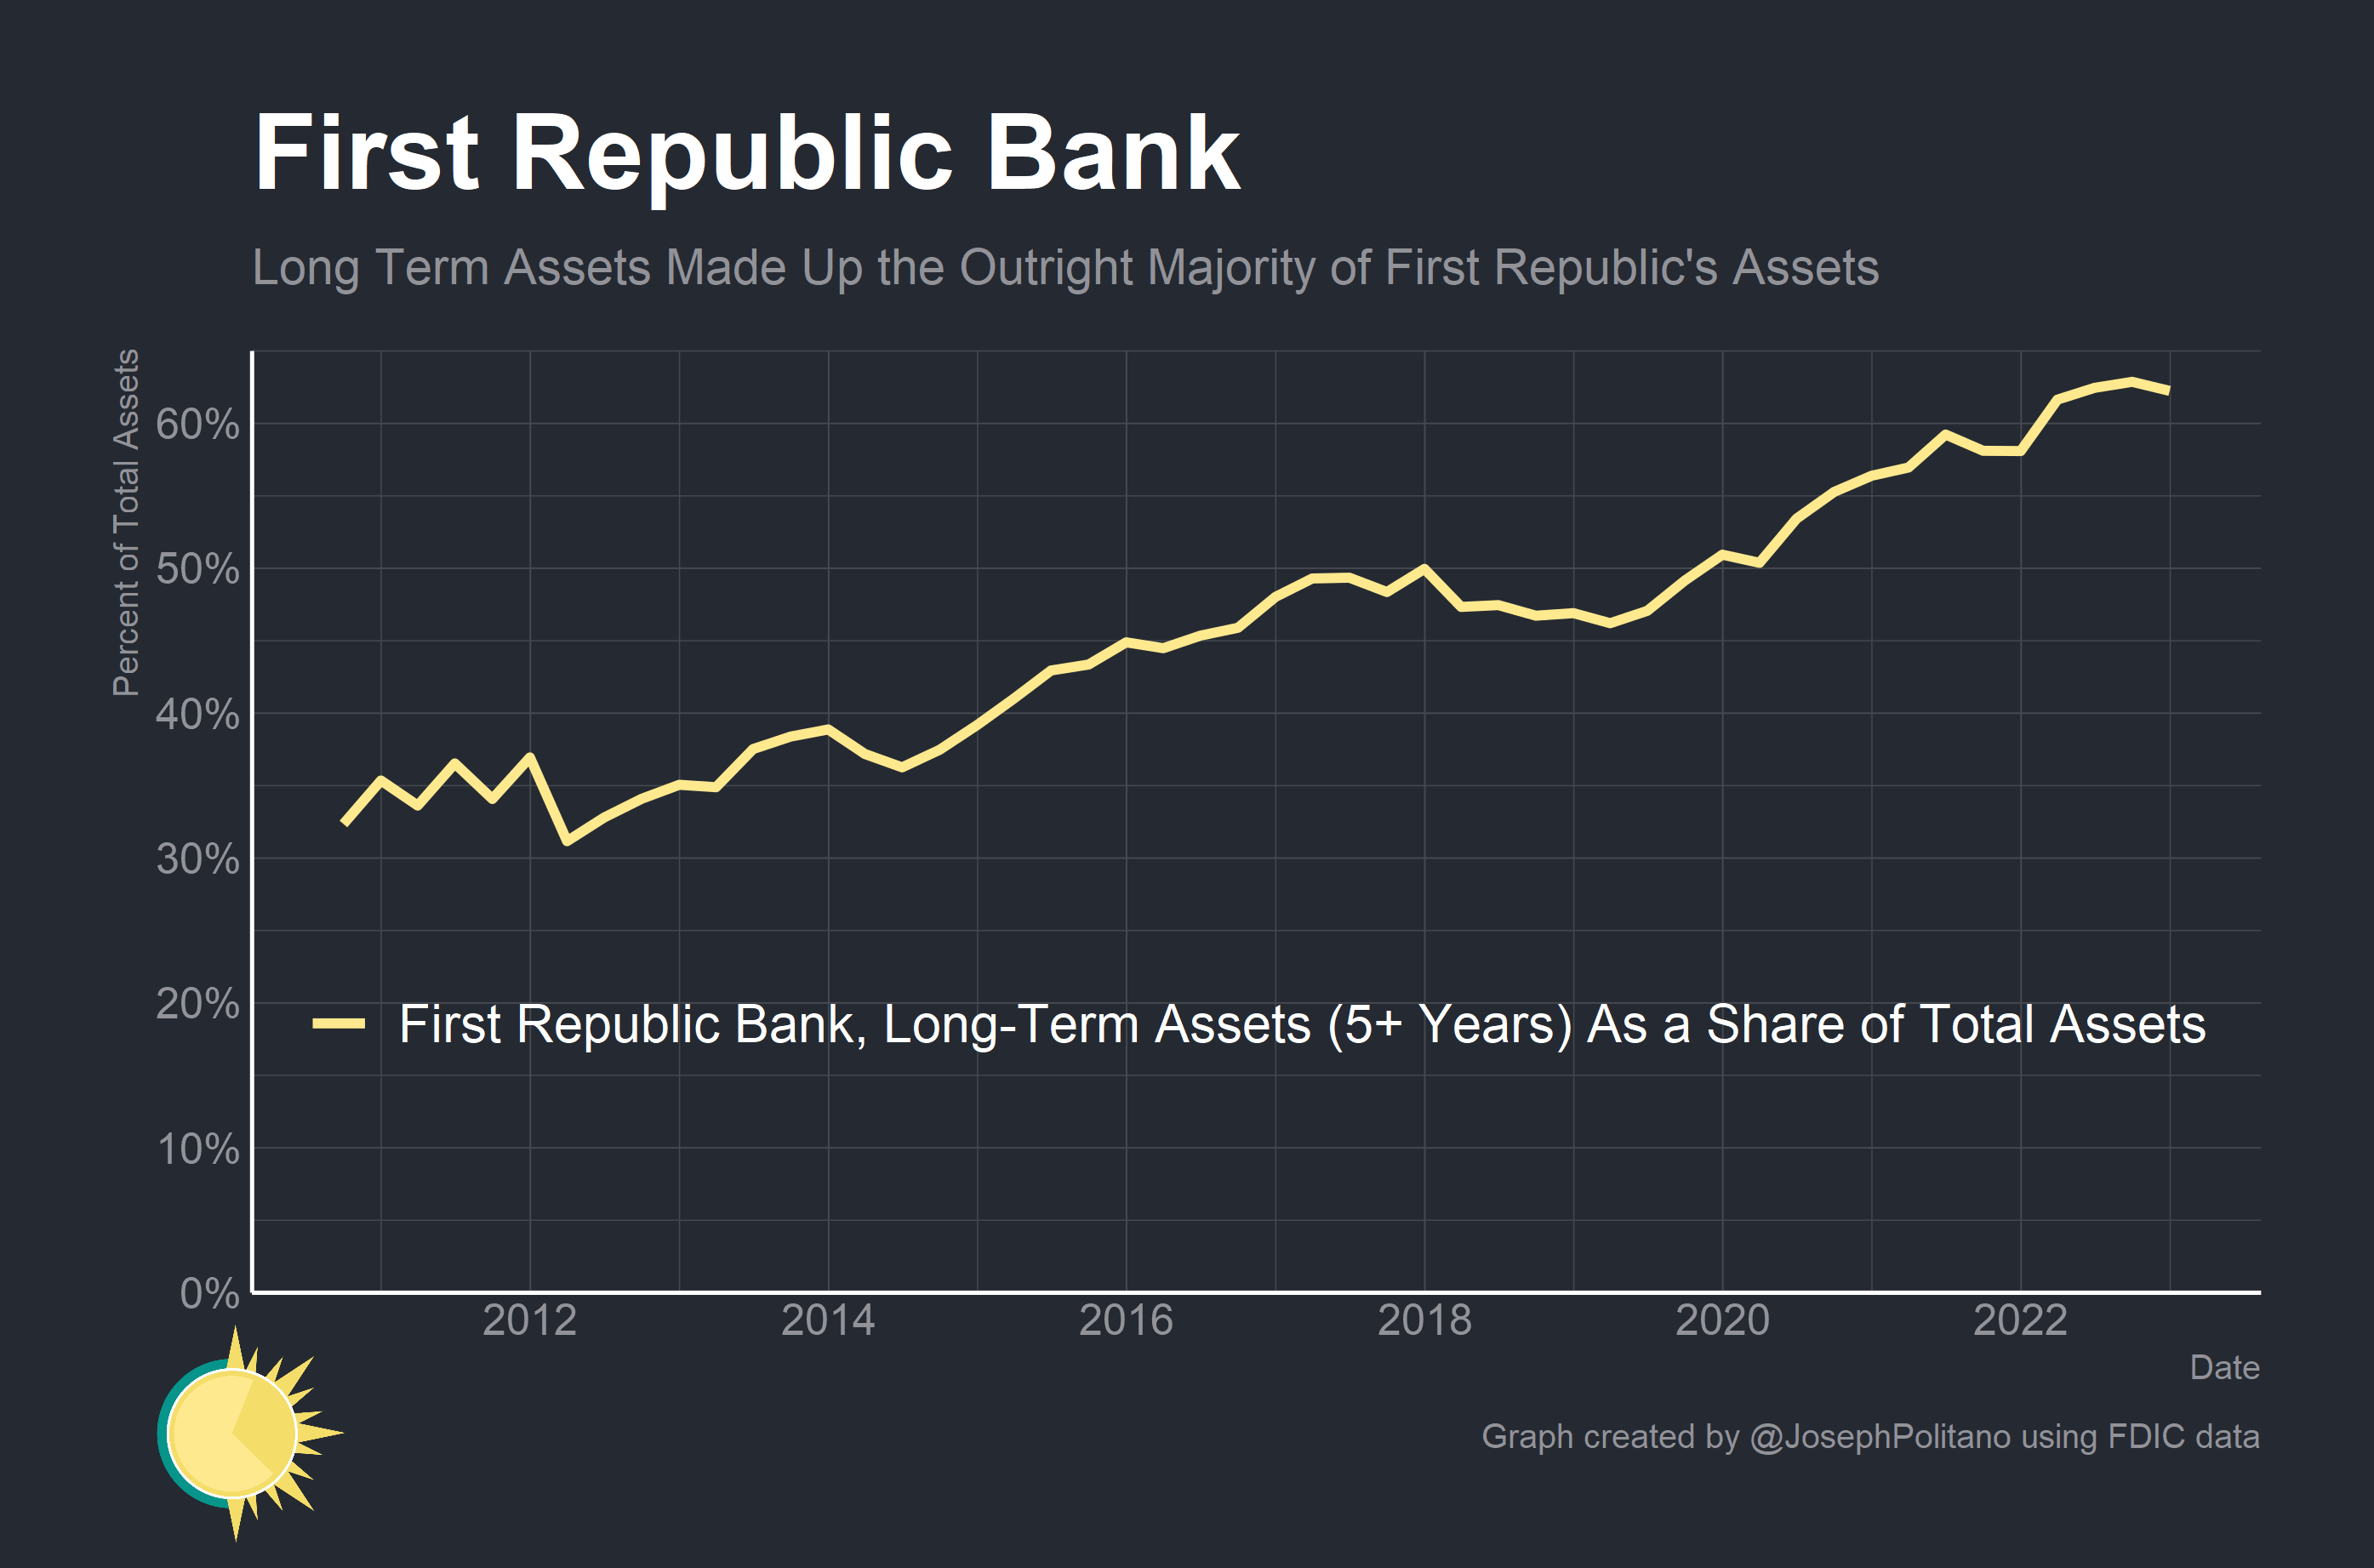 First Republic Bank
Long Term Assets Made Up the Outright Majority of First Republic's Assets
Percent of Total Assets
60%
50%
40%
30%
20%
10%
0%
First Republic Bank, Long-Term Assets (5+ Years) As a Share of Total Assets
2012 2014 2016 2018 2020 2022
Date
Graph created by @JosephPolitano using FDIC data